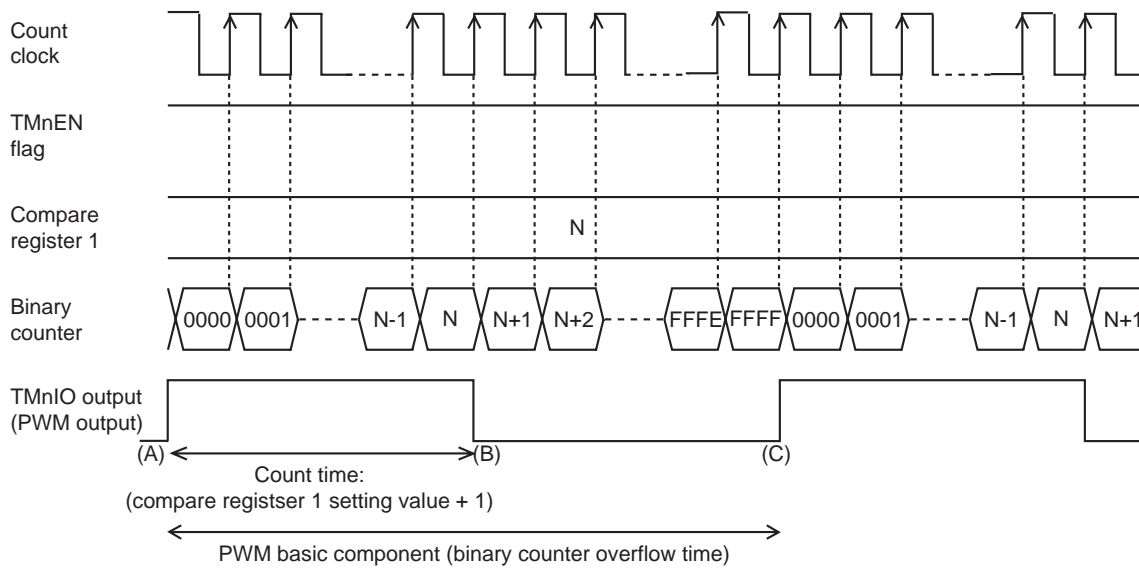 Count
clock
TMnEN
flag
Compare
register 1
N
Binary
counter
0000 0001 N-1 N N+1 N+2 FFFE FFFF 0000 0001 N-1 N N+1
TMnIO output
(PWM output)
(A) (B) (C)
Count time:
(compare registser 1 setting value + 1)
PWM basic component (binary counter overflow time)